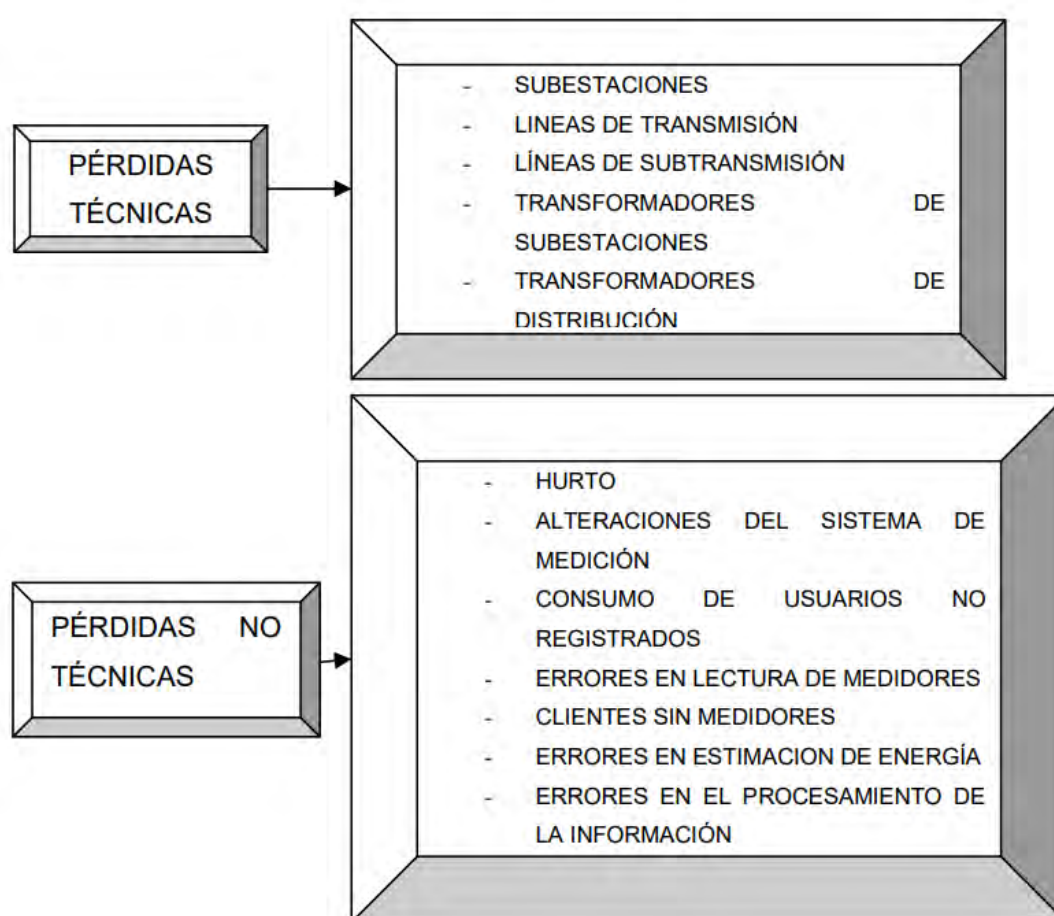 PÉRDIDAS
TÉCNICAS
- SUBESTACIONES
- LINEAS DE TRANSMISIÓN
- LÍNEAS DE SUBTRANSMISIÓN
- TRANSFORMADORES DE
SUBESTACIONES
- TRANSFORMADORES DE
DISTRIBUCIÓN
PÉRDIDAS NO
TÉCNICAS
- HURTO
- ALTERACIONES DEL SISTEMA DE
MEDICIÓN
- CONSUMO DE USUARIOS NO
REGISTRADOS
- ERRORES EN LECTURA DE MEDIDORES
- CLIENTES SIN MEDIDORES
- ERRORES EN ESTIMACION DE ENERGÍA
- ERRORES EN EL PROCESAMIENTO DE
LA INFORMACIÓN